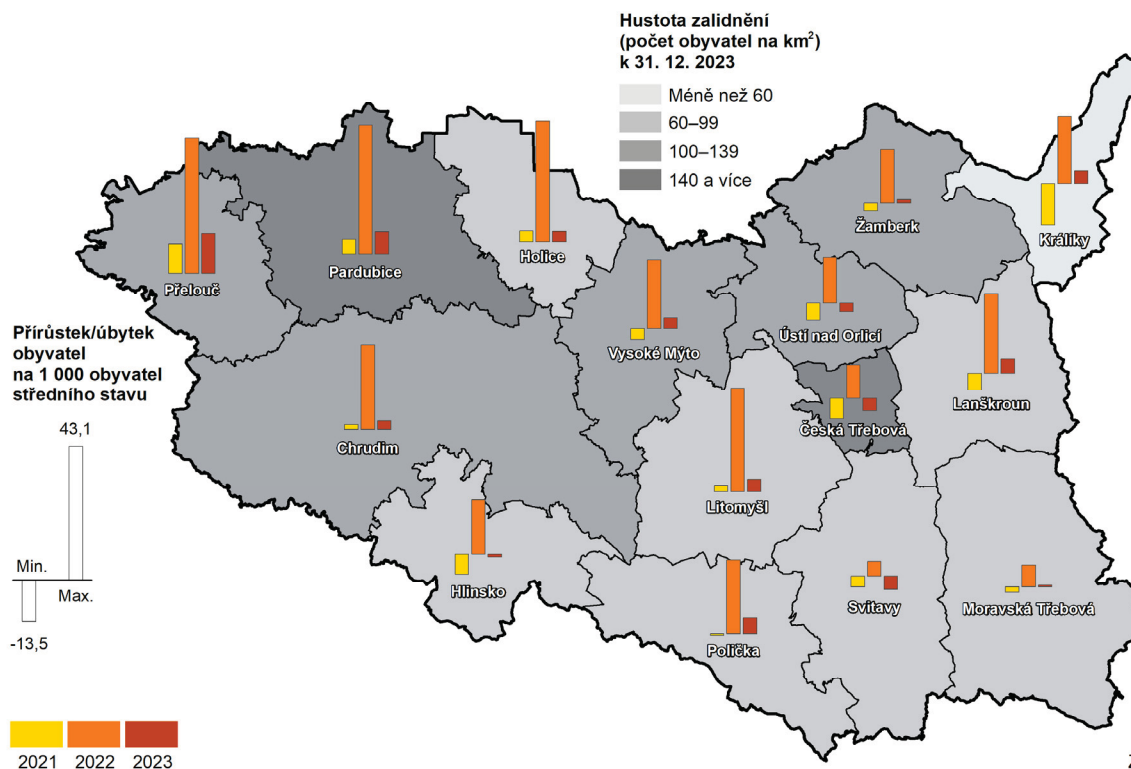 Hustota zalidnění
(počet obyvatel na km²)
k 31. 12. 2023
Méně než 60
60–99
100–139
140 a více
Přelouč
Pardubice
Holice
Žamberk
Králíky
Vysoké Mýto
Ústí nad Orlicí
Lanškroun
Česká Třebová
Chrudim
Litomyšl
Hlinsko
Polička
Svitavy
Moravská Třebová
Přírůstek/úbytek
obyvatel
na 1 000 obyvatel
středního stavu
43,1
Min.
Max.
-13,5
2021 2022 2023